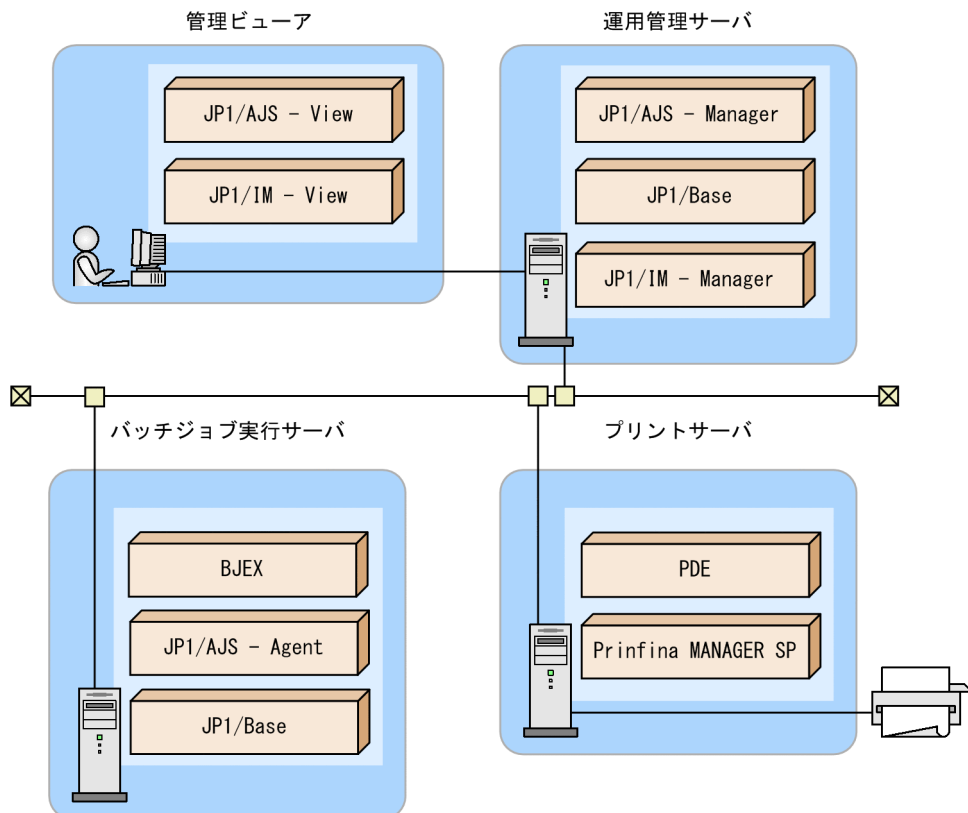 管理ビューア
運用管理サーバ
JP1/AJS - View
JP1/IM - View
JP1/AJS - Manager
JP1/Base
JP1/IM - Manager
バッチジョブ実行サーバ
プリントサーバ
BJEX
JP1/AJS - Agent
JP1/Base
PDE
Prinfina MANAGER SP